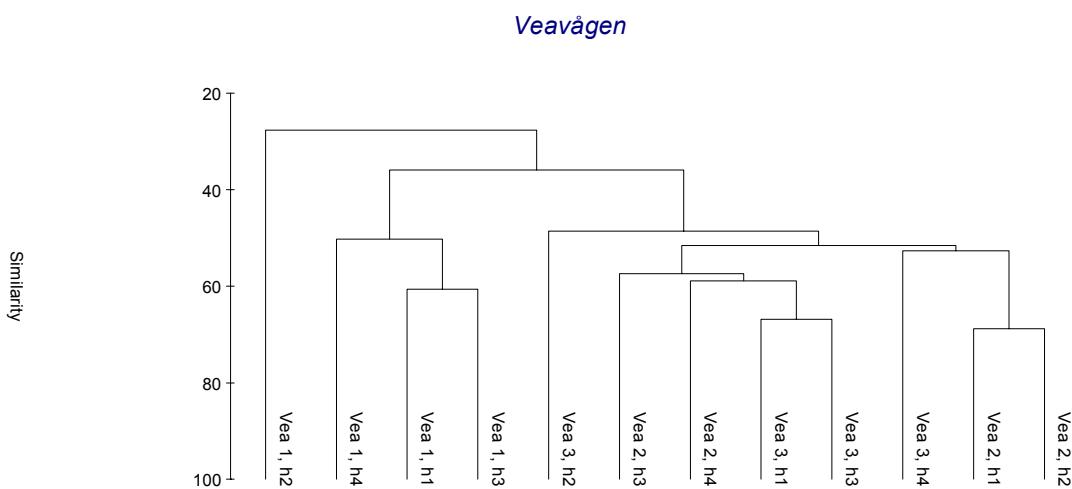 Veavågen
20
40
60
80
100
Similarity
Vea 1, h2
Vea 1, h4
Vea 1, h1
Vea 1, h3
Vea 3, h2
Vea 2, h3
Vea 2, h4
Vea 3, h1
Vea 3, h3
Vea 3, h4
Vea 2, h1
Vea 2, h2